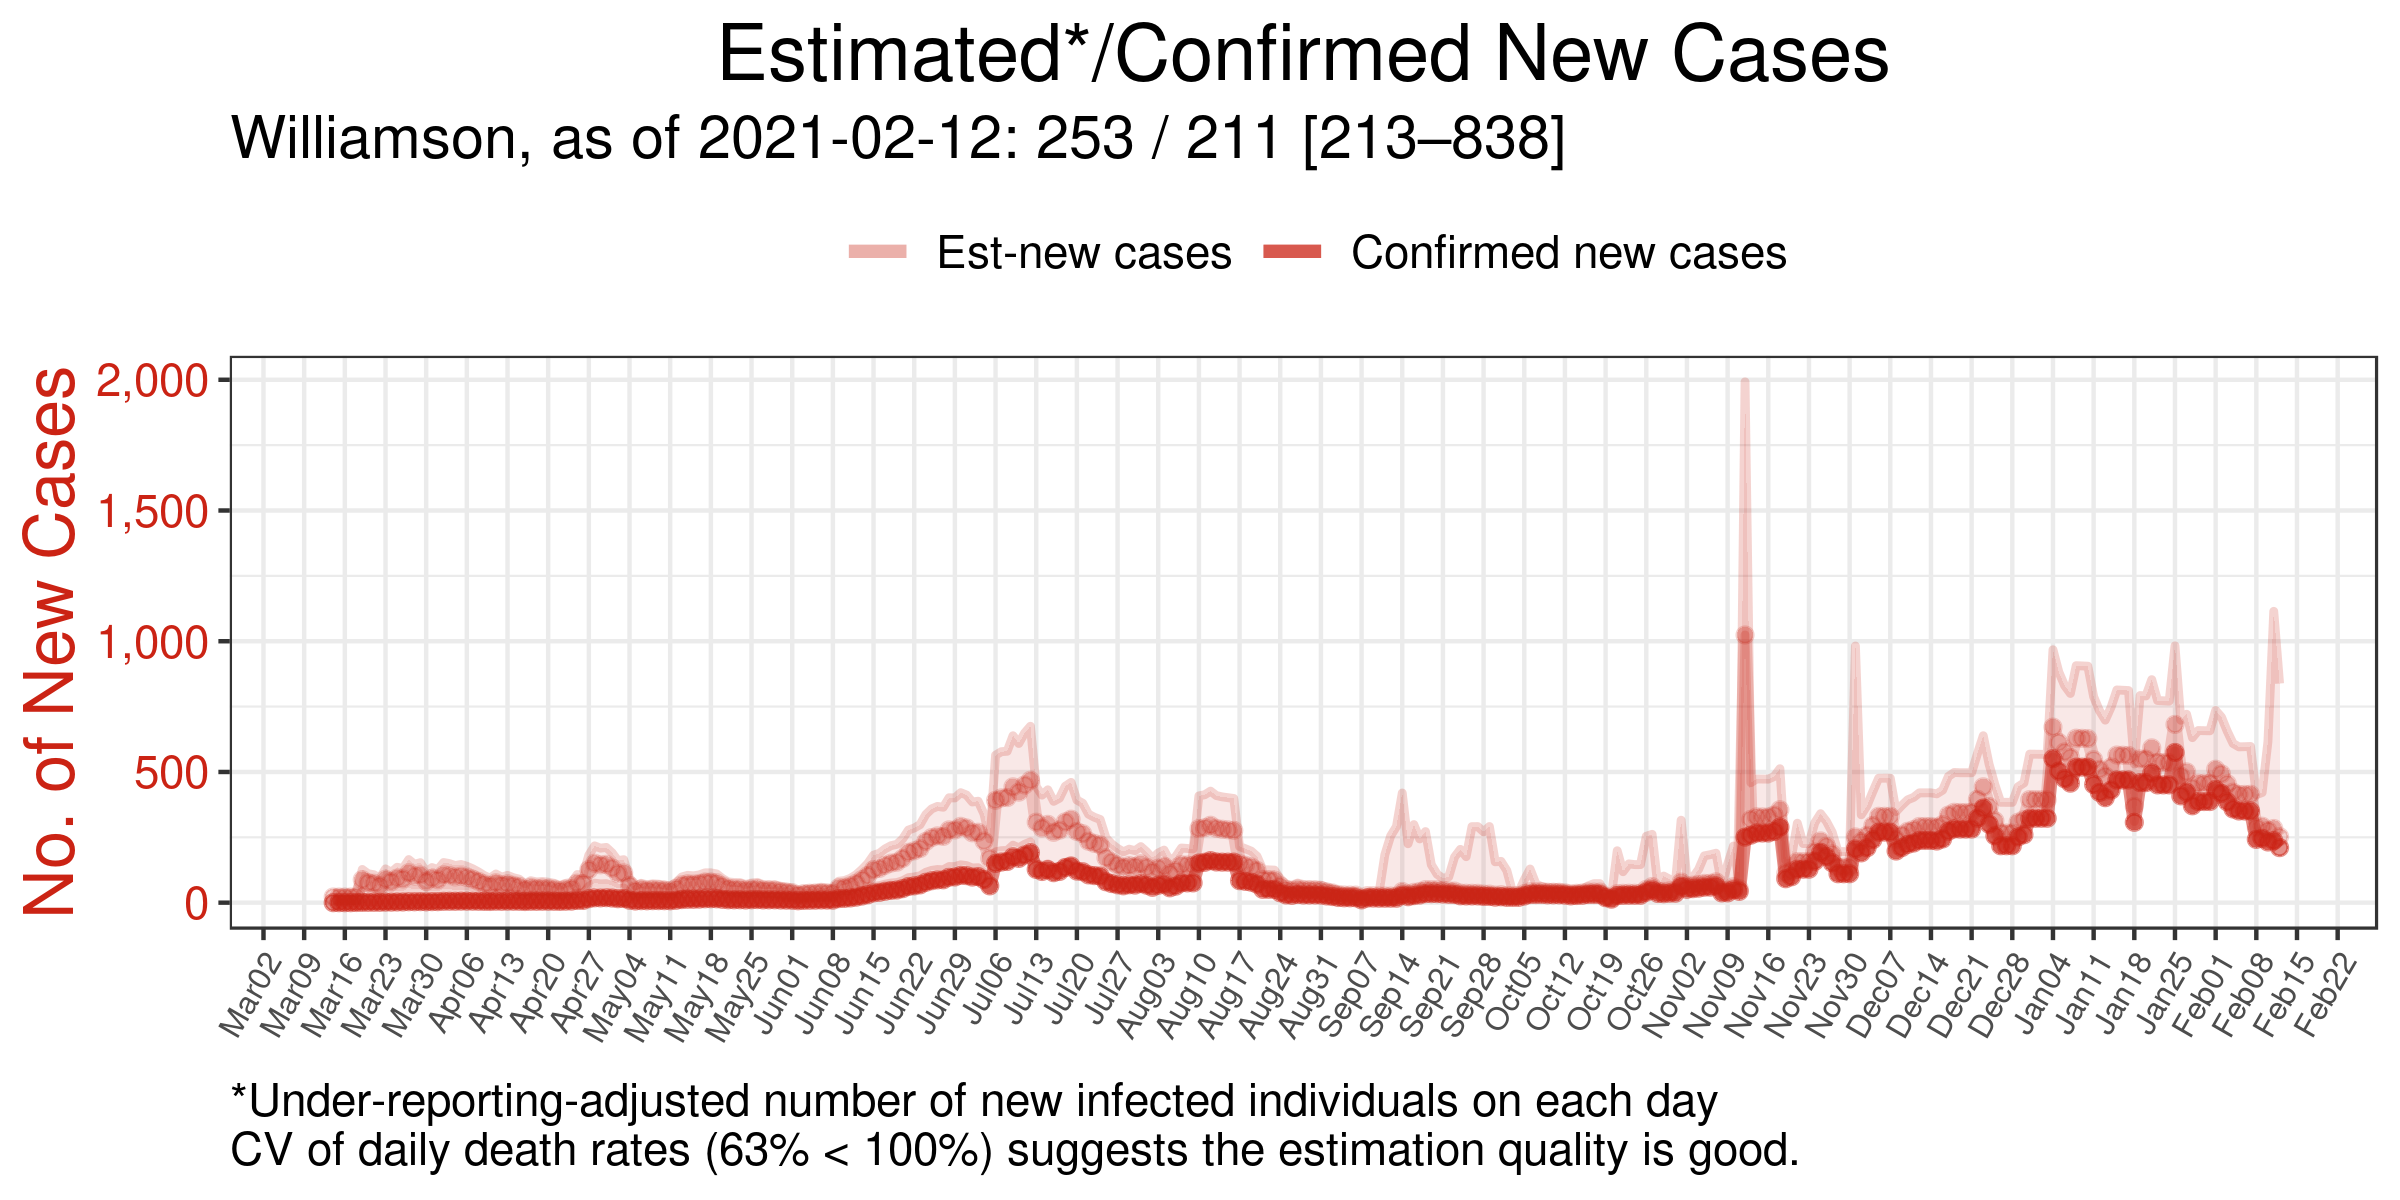 Estimated*/Confirmed New Cases
Williamson, as of 2021-02-12: 253 / 211 [213–838]
Est-new cases Confirmed new cases
No. of New Cases
2,000
1,500
1,000
500
0
Mar02 Mar09 Mar16 Mar23 Mar30 Apr06 Apr13 Apr20 Apr27 May04 May11 May18 May25 Jun01 Jun08 Jun15 Jun22 Jun29 Jul06 Jul13 Jul20 Jul27 Aug03 Aug10 Aug17 Aug24 Aug31 Sep07 Sep14 Sep21 Sep28 Oct05 Oct12 Oct19 Oct26 Nov02 Nov09 Nov16 Nov23 Nov30 Dec07 Dec14 Dec21 Dec28 Jan04 Jan11 Jan18 Jan25 Feb01 Feb08 Feb15 Feb22
*Under-reporting-adjusted number of new infected individuals on each day
CV of daily death rates (63% < 100%) suggests the estimation quality is good.